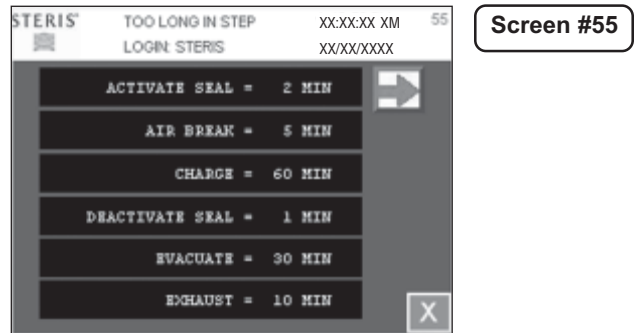 STERIS® TOO LONG IN STEP XX:XX:XX XM 55
LOGIN: STERIS XX/XX/XXXX
ACTIVATE SEAL = 2 MIN
AIR BREAK = 5 MIN
CHARGE = 60 MIN
DEACTIVATE SEAL = 1 MIN
EVACUATE = 30 MIN
EXHAUST = 10 MIN
X
Screen #55